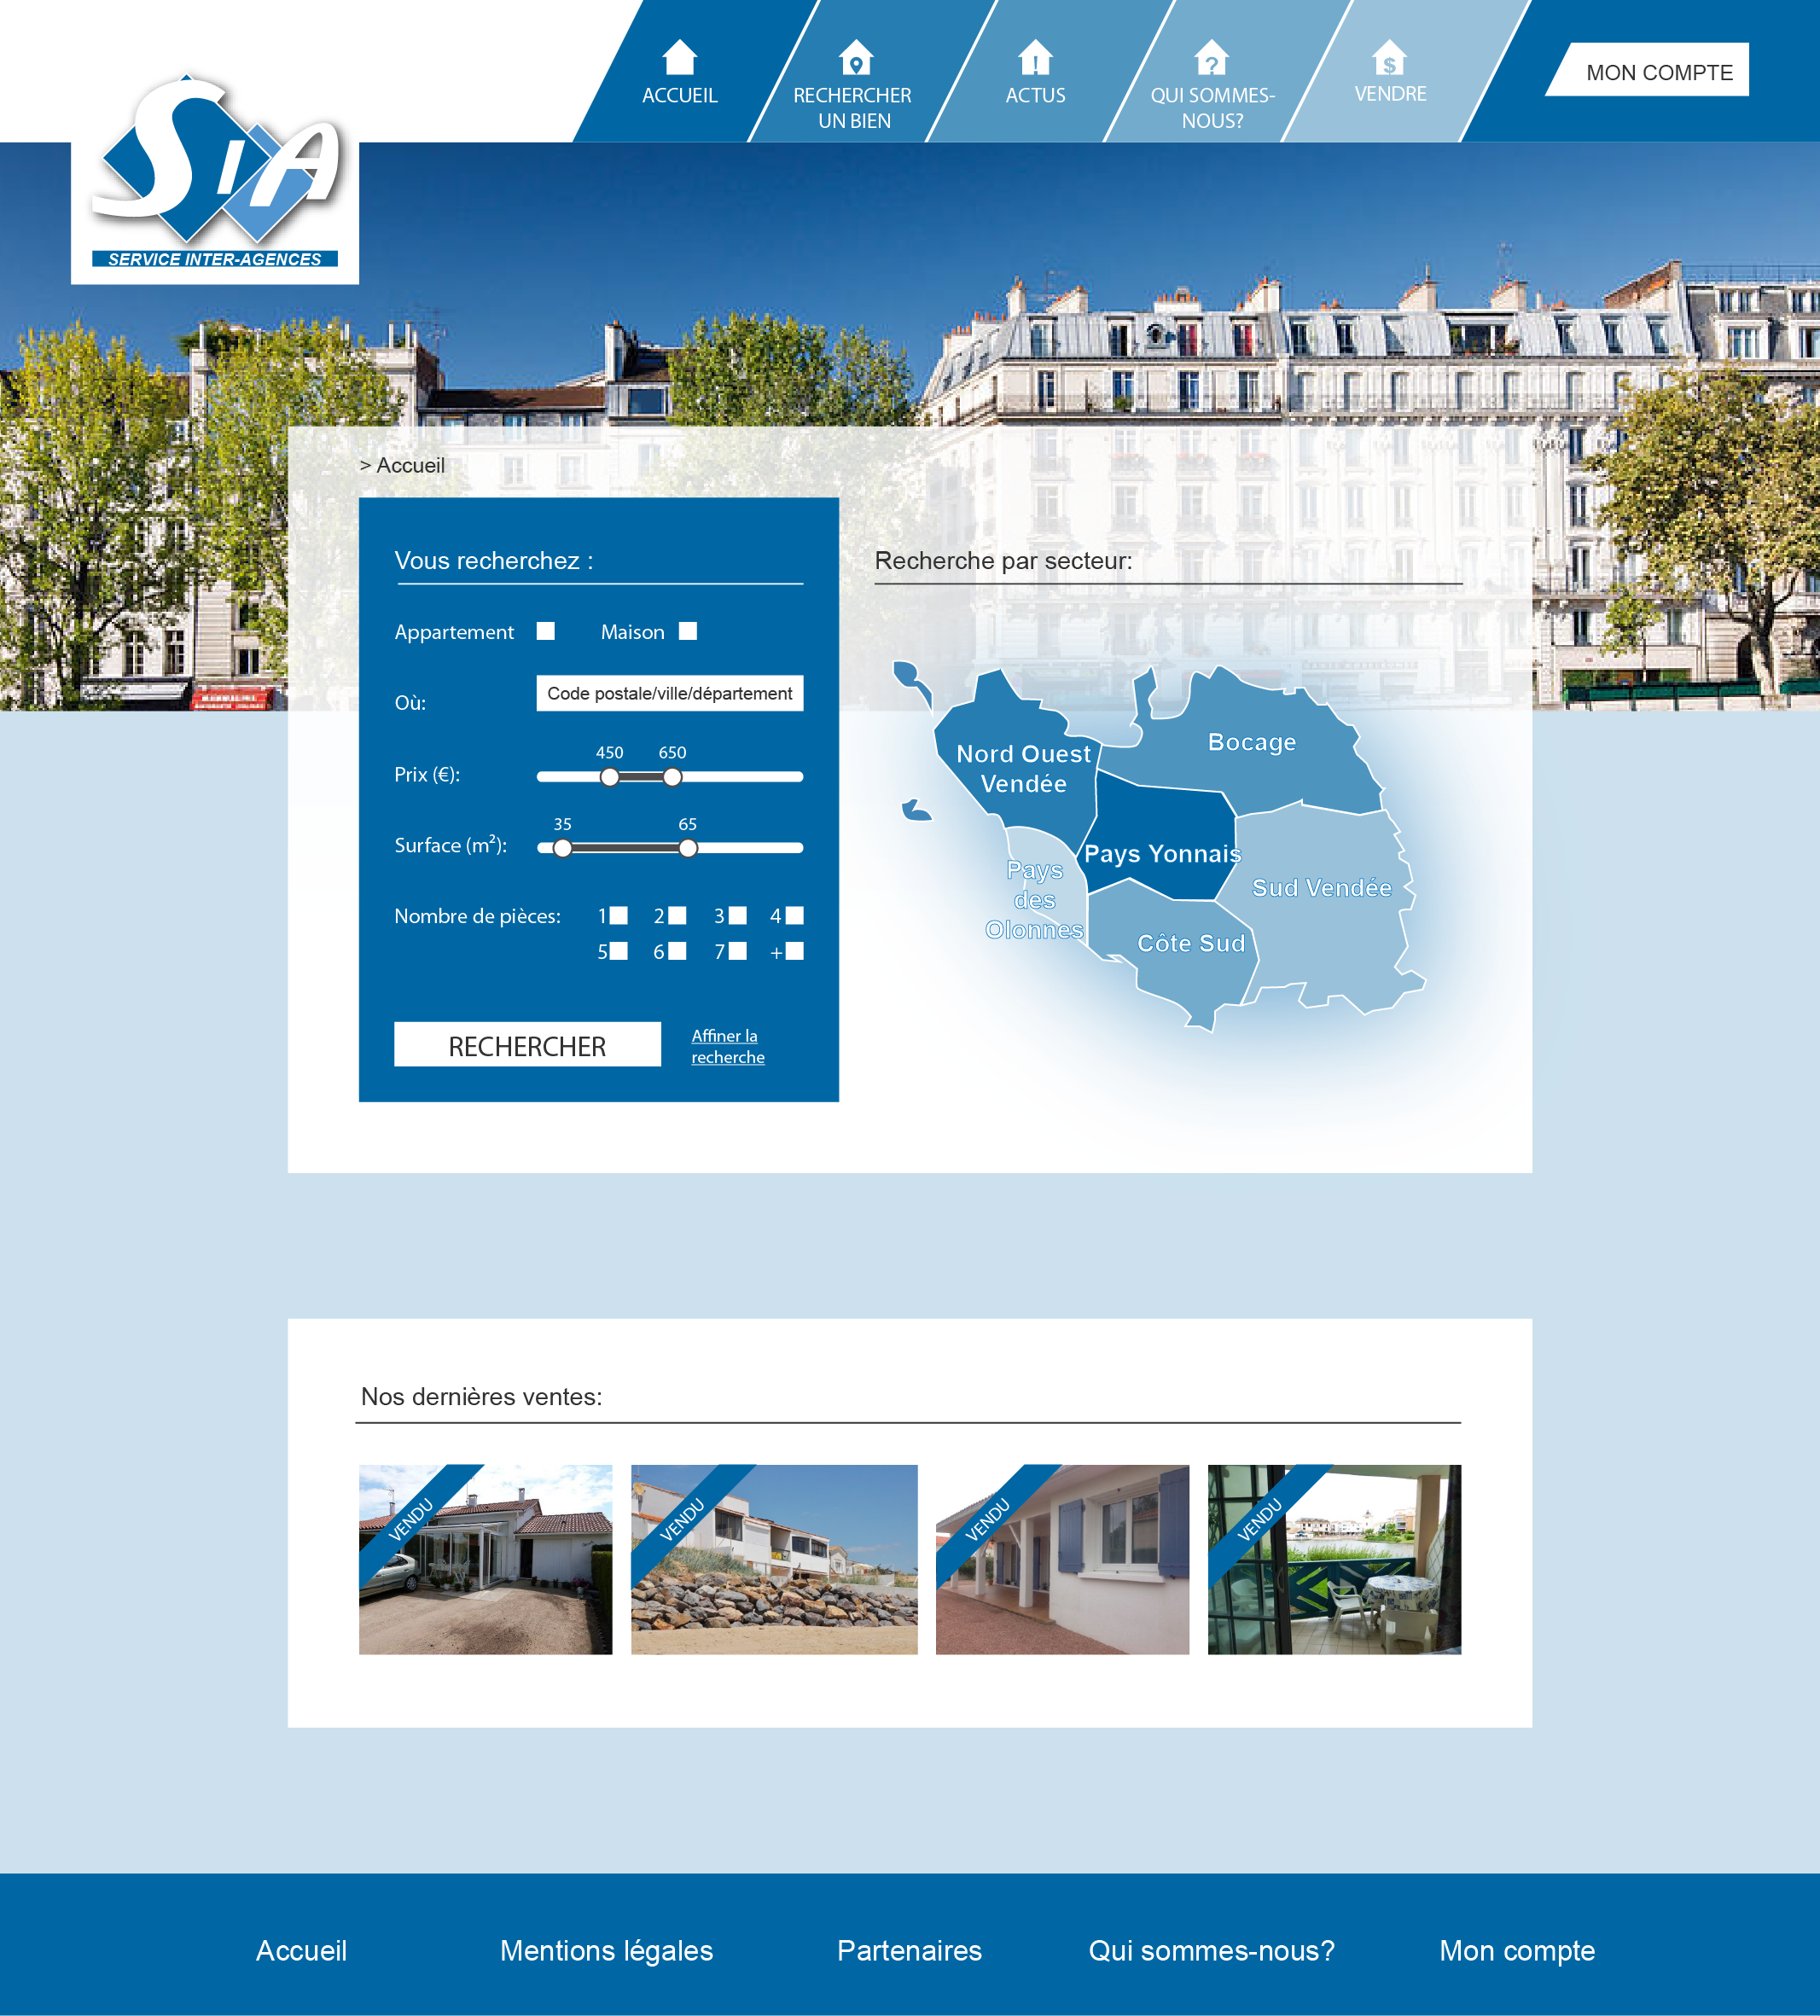 ACCUEIL
RECHERCHER
UN BIEN
ACTUS
QUI SOMMES-
NOUS?
VENDRE
MON COMPTE
SIA
SERVICE INTER-AGENCES
> Accueil
Vous recherchez :
Appartement
Maison
Où:
Code postale/ville/département
Prix (€):
450
650
Surface (m²):
35
65
Nombre de pièces:
1 2 3 4
5 6 7 +
RECHERCHER
Affiner la
recherche
Recherche par secteur:
Nord Ouest
Vendée
Bocage
Pays Yonnais
Pays
des
Olonnes
Sud Vendée
Côte Sud
Nos dernières ventes:
VENDU
VENDU
VENDU
VENDU
Accueil
Mentions légales
Partenaires
Qui sommes-nous?
Mon compte